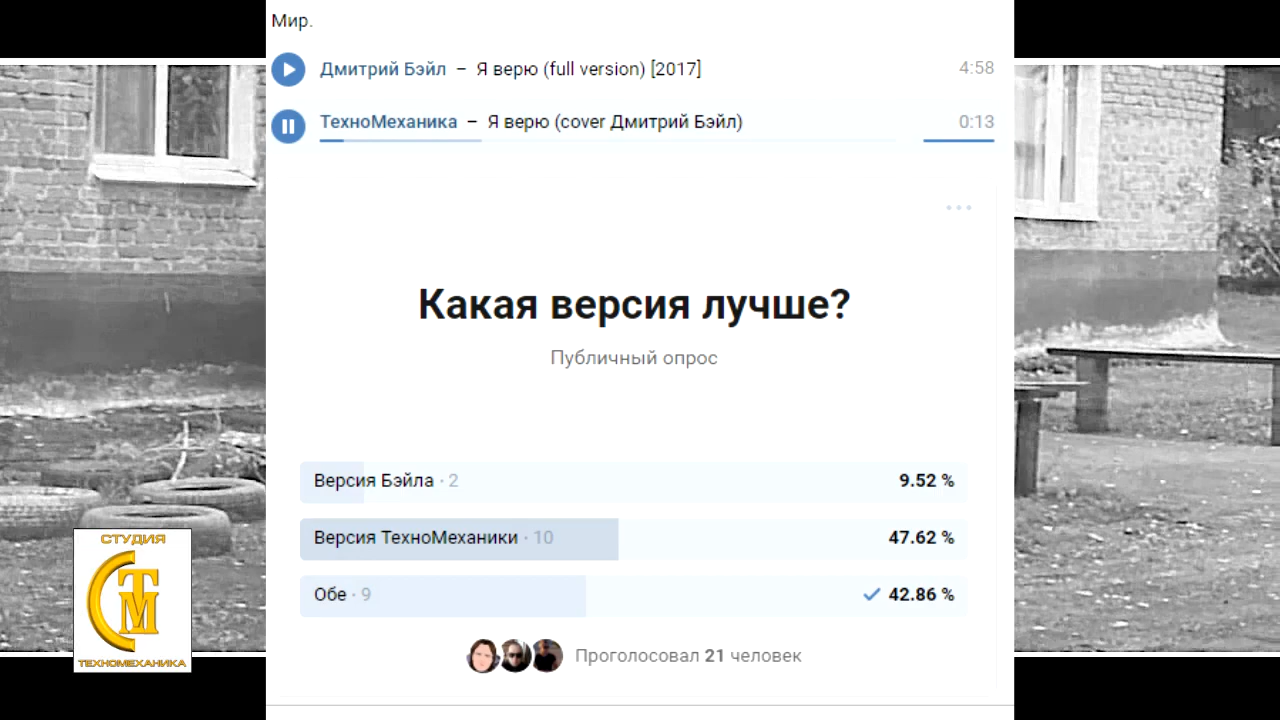 Мир.
Дмитрий Бэйл – Я верю (full version) [2017] 4:58
ТехноМеханика – Я верю (cover Дмитрий Бэйл) 0:13
Какая версия лучше?
Публичный опрос
Версия Бэйла · 2 9.52 %
Версия ТехноМеханики · 10 47.62 %
Обе · 9 42.86 %
Проголосовал 21 человек
СТУДИЯ
СТМ
ТЕХНОМЕХАНИКА